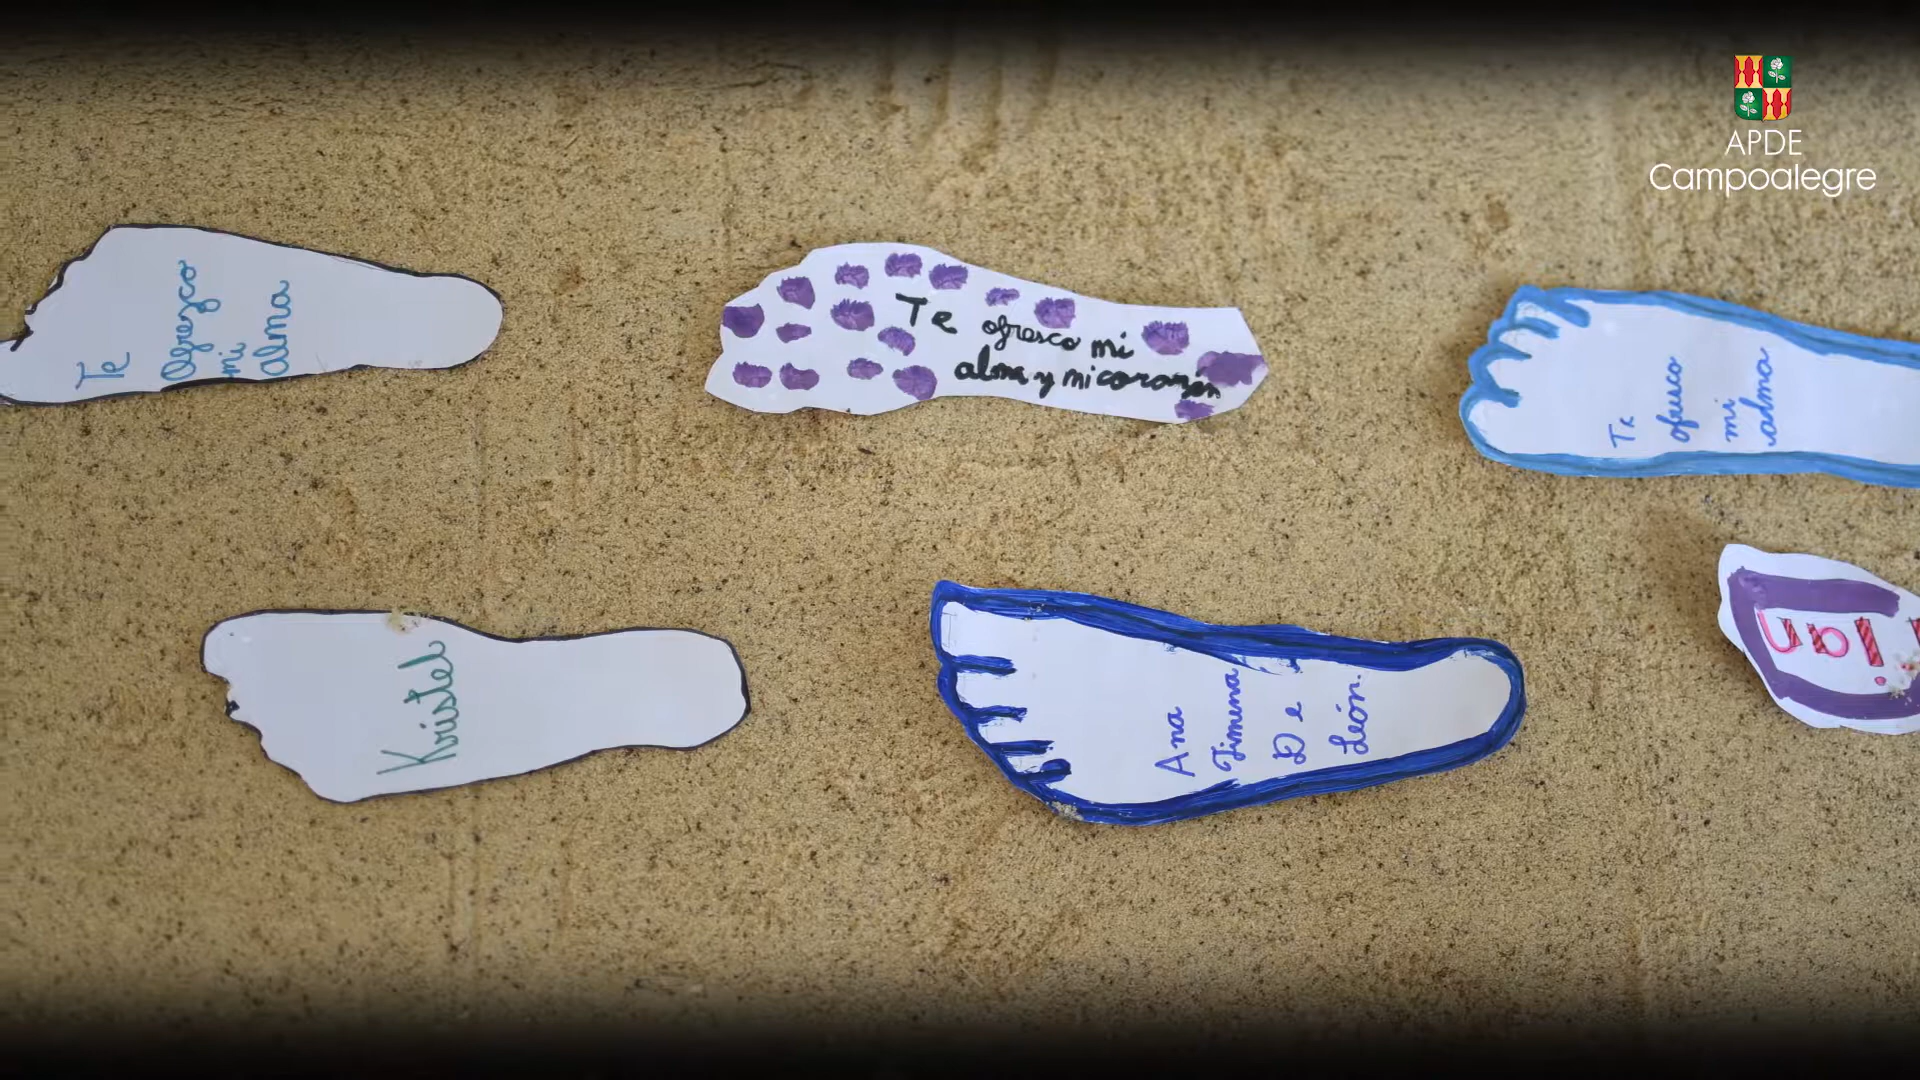 APDE
Campoalegre
Te
ofrezco
mi
alma
Te ofresco mi
alma y mi corazón
Te
ofresco
mi
alma
Kristel
Ana
Jimena
De
León.